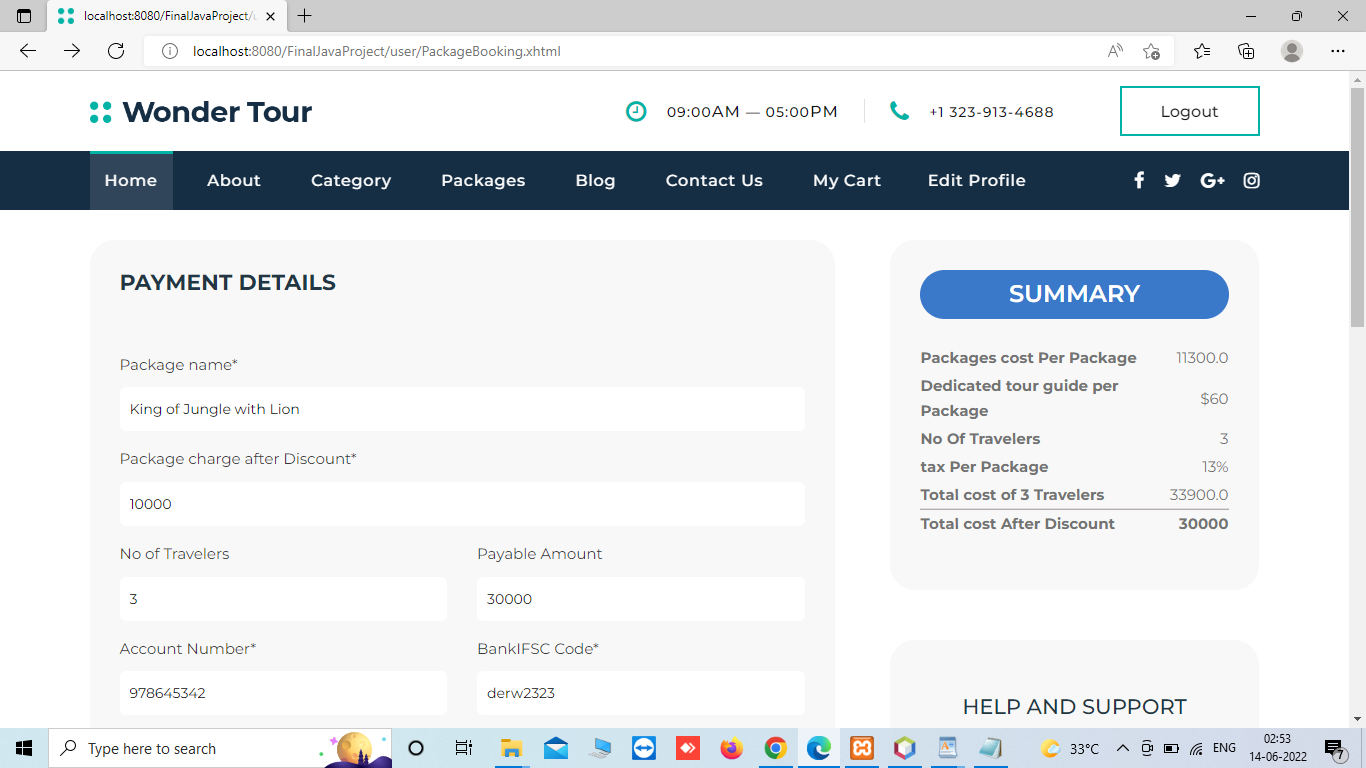 localhost:8080/FinalJavaProject/u
localhost:8080/FinalJavaProject/user/PackageBooking.xhtml
Wonder Tour
09:00AM — 05:00PM
+1 323-913-4688
Logout
Home About Category Packages Blog Contact Us My Cart Edit Profile
PAYMENT DETAILS
Package name*
King of Jungle with Lion
Package charge after Discount*
10000
No of Travelers Payable Amount
3 30000
Account Number* BankIFSC Code*
978645342 derw2323
SUMMARY
Packages cost Per Package 11300.0
Dedicated tour guide per
Package $60
No Of Travelers 3
tax Per Package 13%
Total cost of 3 Travelers 33900.0
Total cost After Discount 30000
HELP AND SUPPORT
Type here to search
33°C
ENG
02:53
14-06-2022
7